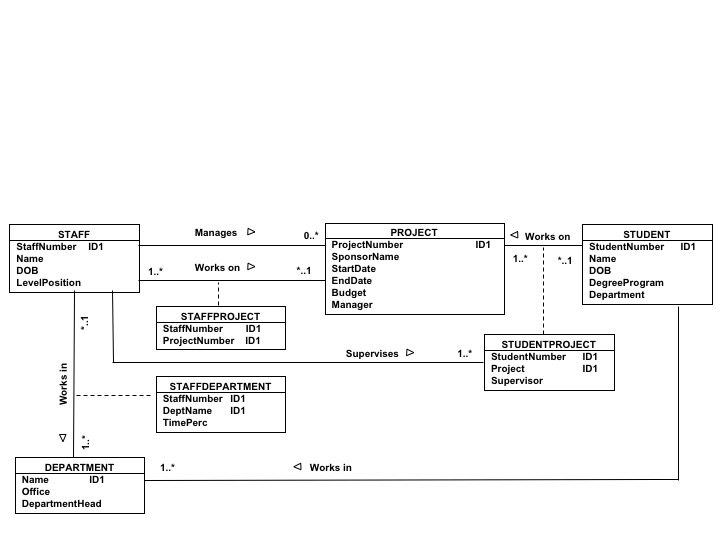 Manages
0..*
STAFF
StaffNumber ID1
Name
DOB
LevelPosition
1..*
Works on
*..1
PROJECT
ProjectNumber ID1
SponsorName
StartDate
EndDate
Budget
Manager
Works on
1..*
*..1
STUDENT
StudentNumber ID1
Name
DOB
DegreeProgram
Department
STAFFPROJECT
StaffNumber ID1
ProjectNumber ID1
*..1
Supervises
1..*
STUDENTPROJECT
StudentNumber ID1
Project ID1
Supervisor
Works in
STAFFDEPARTMENT
StaffNumber ID1
DeptName ID1
TimePerc
1..*
DEPARTMENT
Name ID1
Office
DepartmentHead
1..*
Works in